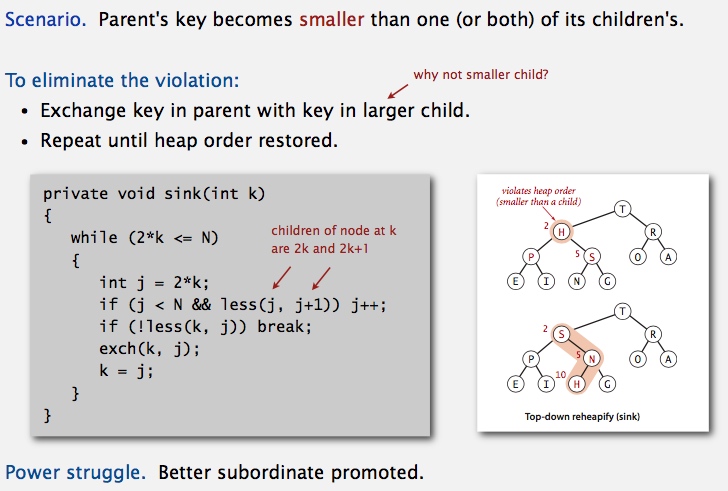 Scenario. Parent's key becomes smaller than one (or both) of its children's.
To eliminate the violation:
why not smaller child?
• Exchange key in parent with key in larger child.
• Repeat until heap order restored.
private void sink(int k)
{
while (2*k <= N)
{
int j = 2*k;
if (j < N && less(j, j+1)) j++;
if (!less(k, j)) break;
exch(k, j);
k = j;
}
}
children of node at k
are 2k and 2k+1
violates heap order
(smaller than a child)
T
2 H R
P 5 S O A
E I N G
T
2 S R
P 5 N O A
E I 10 H G
Top-down reheapify (sink)
Power struggle. Better subordinate promoted.